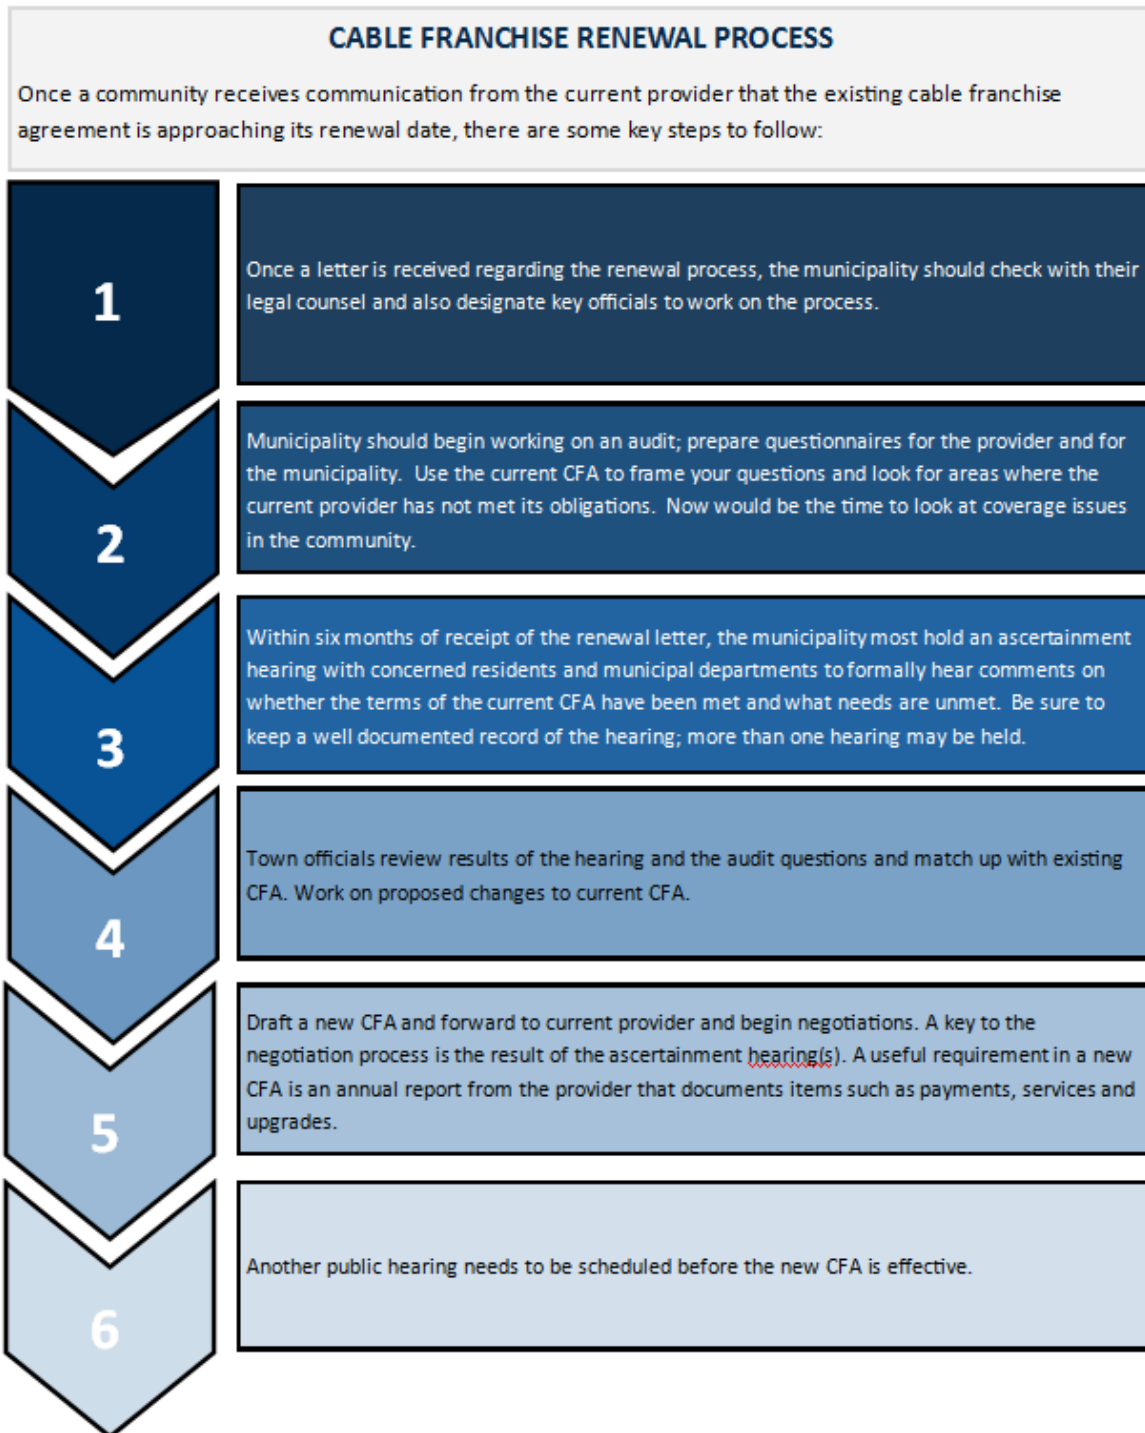 CABLE FRANCHISE RENEWAL PROCESS
Once a community receives communication from the current provider that the existing cable franchise
agreement is approaching its renewal date, there are some key steps to follow:
1
Once a letter is received regarding the renewal process, the municipality should check with their
legal counsel and also designate key officials to work on the process.
2
Municipality should begin working on an audit; prepare questionnaires for the provider and for
the municipality.  Use the current CFA to frame your questions and look for areas where the
current provider has not met its obligations.  Now would be the time to look at coverage issues
in the community.
3
Within six months of receipt of the renewal letter, the municipality most hold an ascertainment
hearing with concerned residents and municipal departments to formally hear comments on
whether the terms of the current CFA have been met and what needs are unmet.  Be sure to
keep a well documented record of the hearing; more than one hearing may be held.
4
Town officials review results of the hearing and the audit questions and match up with existing
CFA. Work on proposed changes to current CFA.
5
Draft a new CFA and forward to current provider and begin negotiations. A key to the
negotiation process is the result of the ascertainment hearing(s). A useful requirement in a new
CFA is an annual report from the provider that documents items such as payments, services and
upgrades.
6
Another public hearing needs to be scheduled before the new CFA is effective.